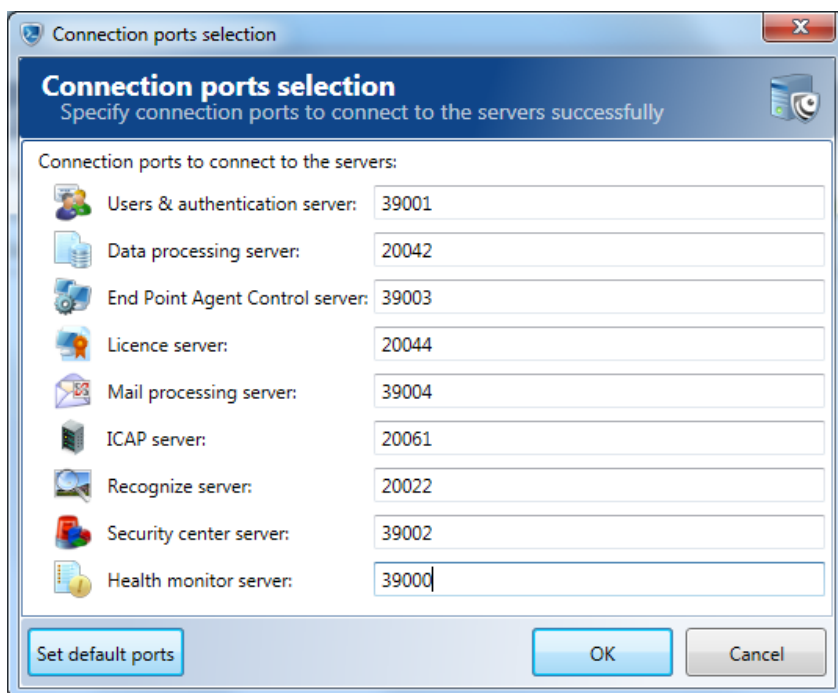 Connection ports selection
Connection ports selection
Specify connection ports to connect to the servers successfully
Connection ports to connect to the servers:
Users & authentication server: 39001
Data processing server: 20042
End Point Agent Control server: 39003
Licence server: 20044
Mail processing server: 39004
ICAP server: 20061
Recognize server: 20022
Security center server: 39002
Health monitor server: 39000
Set default ports OK Cancel